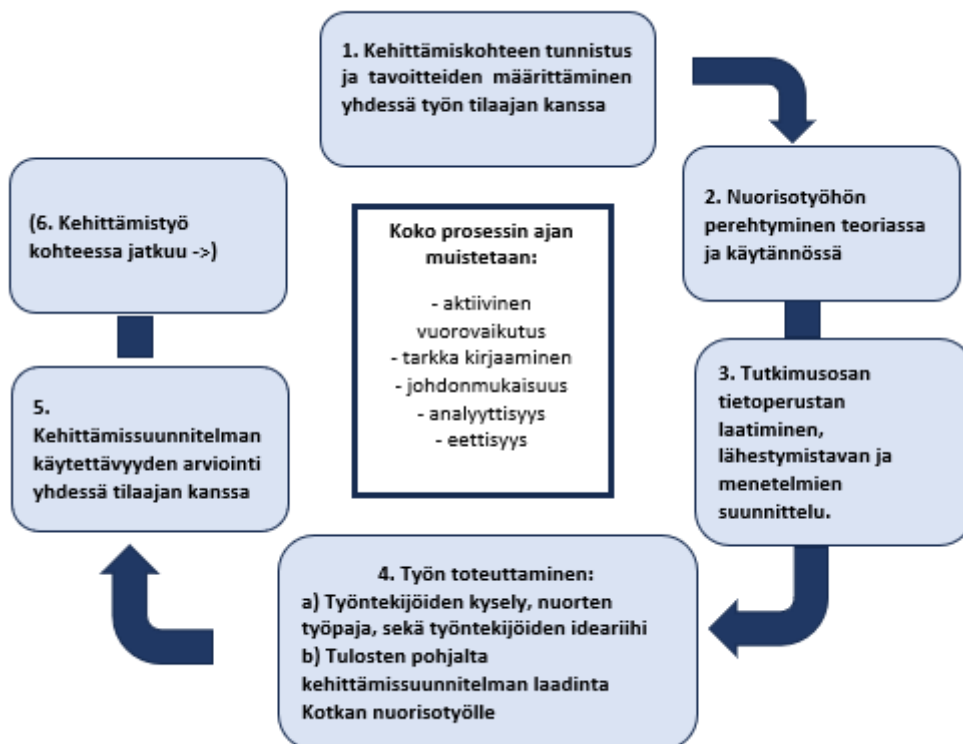 1. Kehittämiskohteen tunnistus
ja tavoitteiden määrittäminen
yhdessä työn tilaajan kanssa
2. Nuorisotyöhön
perehtyminen teoriassa
ja käytännössä
3. Tutkimusosan
tietoperustan
laatiminen,
lähestymistavan ja
menetelmien
suunnittelu.
4. Työn toteuttaminen:
a) Työntekijöiden kysely, nuorten
työpaja, sekä työntekijöiden ideariihi
b) Tulosten pohjalta
kehittämissuunnitelman laadinta
Kotkan nuorisotyölle
5.
Kehittämissuunnitelman
käytettävyyden arviointi
yhdessä tilaajan kanssa
(6. Kehittämistyö
kohteessa jatkuu ->)
Koko prosessin ajan
muistetaan:
- aktiivinen
vuorovaikutus
- tarkka kirjaaminen
- johdonmukaisuus
- analyyttisyys
- eettisyys